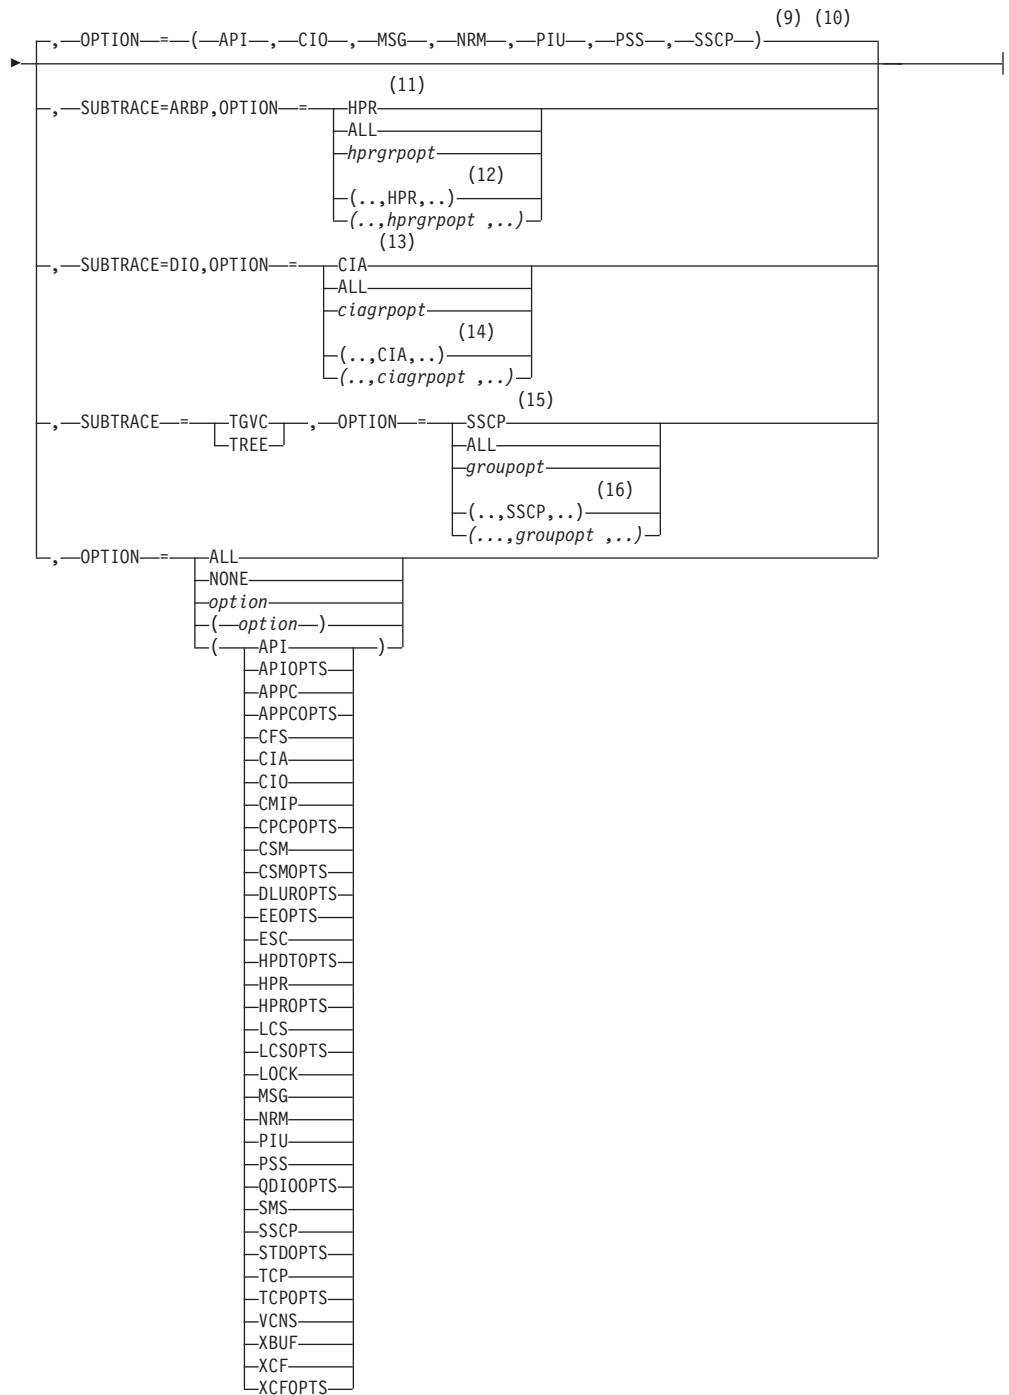 (9) (10)
, OPTION = ( API , CIO , MSG , NRM , PIU , PSS , SSCP )
(11)
, SUBTRACE=ARBP,OPTION = HPR
ALL
hprgrpopt
(12)
(..,HPR,..)
(..,hprgrpopt ,..)
(13)
, SUBTRACE=DIO,OPTION = CIA
ALL
ciagrpopt
(14)
(..,CIA,..)
(..,ciagrpopt ,..)
(15)
, SUBTRACE = TGVC , OPTION = SSCP
TREE ALL
groupopt
(16)
(..,SSCP,..)
(...,groupopt ,..)
, OPTION = ALL
NONE
option
( option )
( API )
APIOPTS
APPC
APPCOPTS
CFS
CIA
CIO
CMIP
CPCPOPTS
CSM
CSMOPTS
DLUROPTS
EEOPTS
ESC
HPDTOPTS
HPR
HPROPTS
LCS
LCSOPTS
LOCK
MSG
NRM
PIU
PSS
QDIOOPTS
SMS
SSCP
STDOPTS
TCP
TCPOPTS
VCNS
XBUF
XCF
XCFOPTS